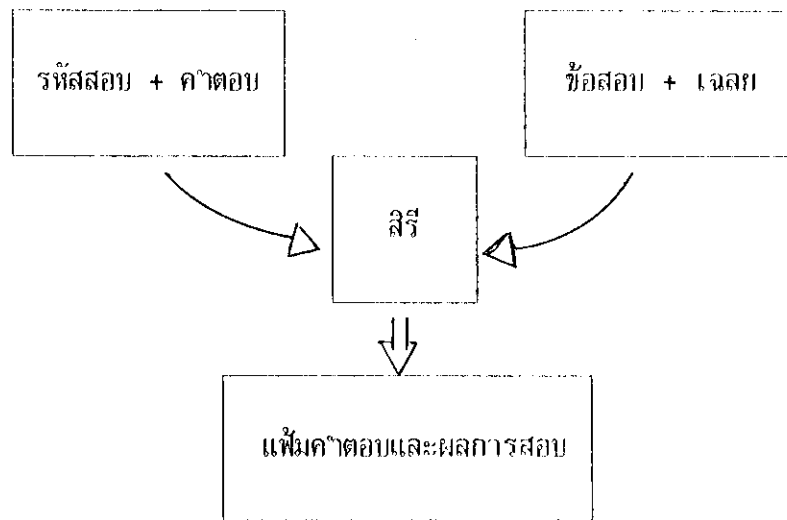 รหัสสอบ + คำตอบ
ข้อสอบ + เฉลย
สิรี
แฟ้มคำตอบและผลการสอบ